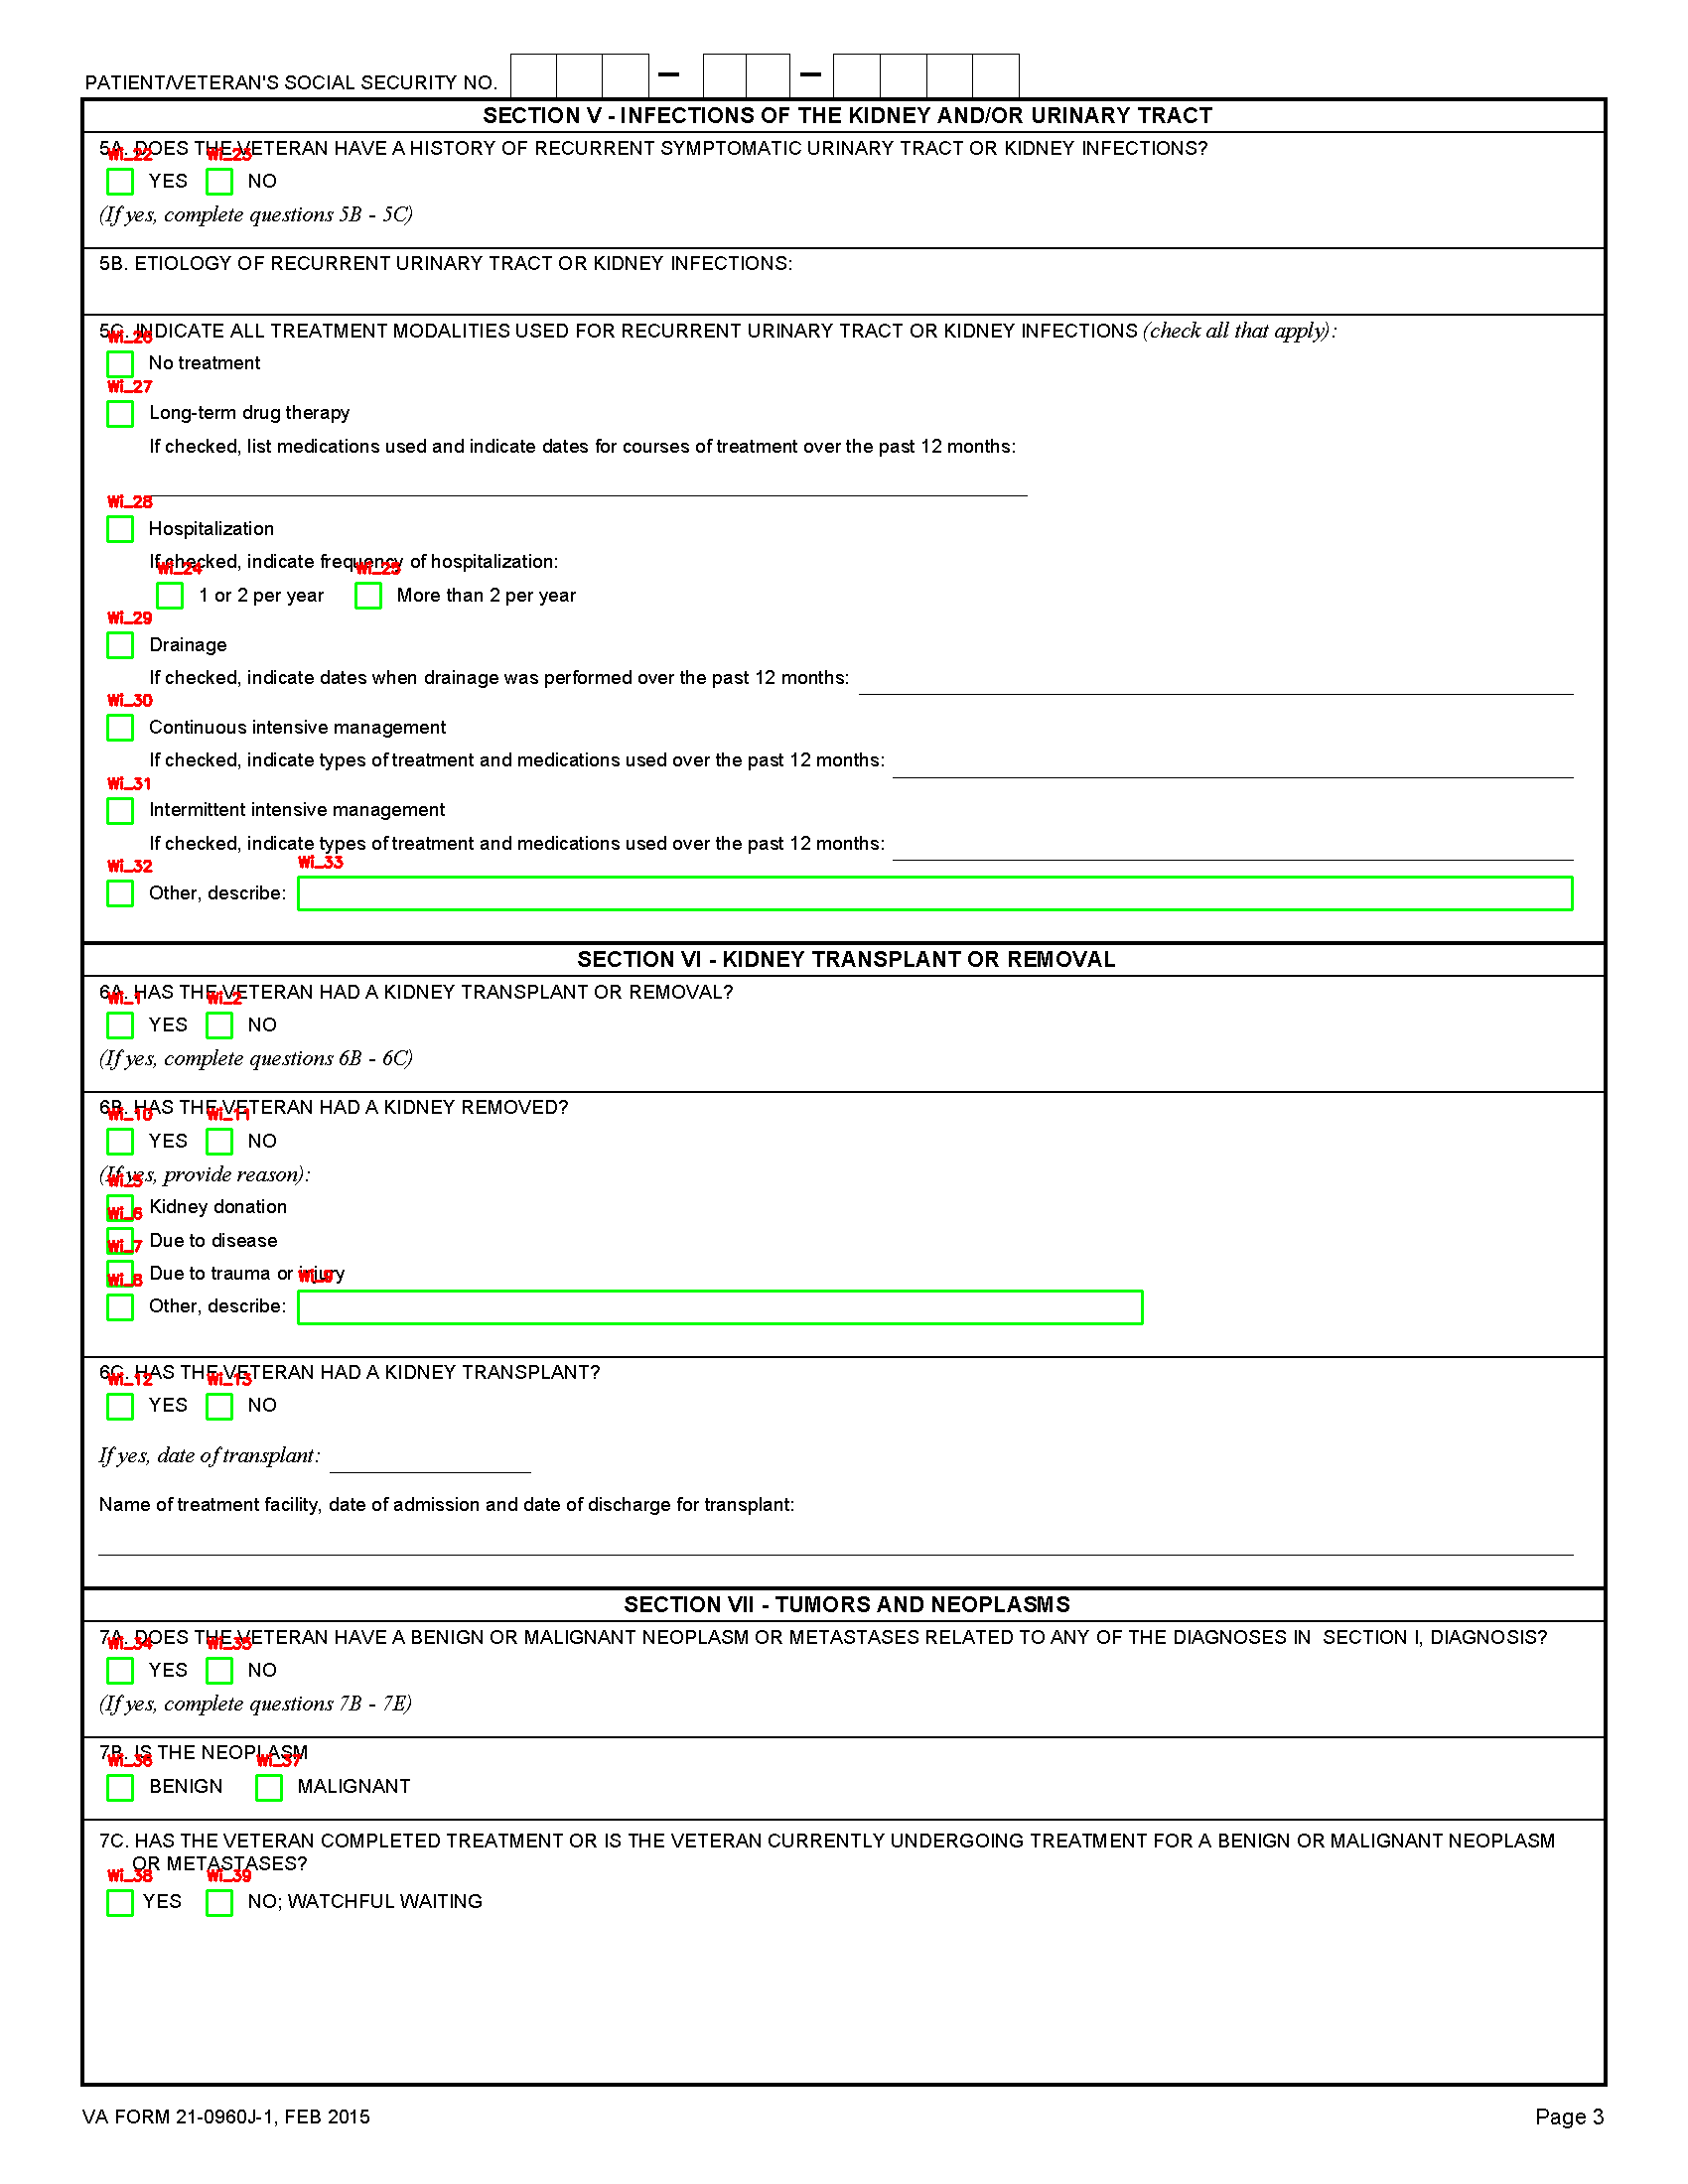 PATIENT/VETERAN'S SOCIAL SECURITY NO.
SECTION V - INFECTIONS OF THE KIDNEY AND/OR URINARY TRACT
5A. DOES THE VETERAN HAVE A HISTORY OF RECURRENT SYMPTOMATIC URINARY TRACT OR KIDNEY INFECTIONS?
Wi_22 Wi_23
YES NO
(If yes, complete questions 5B - 5C)
5B. ETIOLOGY OF RECURRENT URINARY TRACT OR KIDNEY INFECTIONS:
5C. INDICATE ALL TREATMENT MODALITIES USED FOR RECURRENT URINARY TRACT OR KIDNEY INFECTIONS (check all that apply):
Wi_26
No treatment
Wi_27
Long-term drug therapy
If checked, list medications used and indicate dates for courses of treatment over the past 12 months:
Wi_28
Hospitalization
If checked, indicate frequency of hospitalization:
Wi_24 Wi_25
1 or 2 per year More than 2 per year
Wi_29
Drainage
If checked, indicate dates when drainage was performed over the past 12 months:
Wi_30
Continuous intensive management
If checked, indicate types of treatment and medications used over the past 12 months:
Wi_31
Intermittent intensive management
If checked, indicate types of treatment and medications used over the past 12 months:
Wi_32 Wi_33
Other, describe:
SECTION VI - KIDNEY TRANSPLANT OR REMOVAL
6A. HAS THE VETERAN HAD A KIDNEY TRANSPLANT OR REMOVAL?
Wi_1 Wi_2
YES NO
(If yes, complete questions 6B - 6C)
6B. HAS THE VETERAN HAD A KIDNEY REMOVED?
Wi_10 Wi_11
YES NO
(If yes, provide reason):
Wi_5
Kidney donation
Wi_6
Due to disease
Wi_7
Due to trauma or injury
Wi_8 Wi_9
Other, describe:
6C. HAS THE VETERAN HAD A KIDNEY TRANSPLANT?
Wi_12 Wi_13
YES NO
If yes, date of transplant:
Name of treatment facility, date of admission and date of discharge for transplant:
SECTION VII - TUMORS AND NEOPLASMS
7A. DOES THE VETERAN HAVE A BENIGN OR MALIGNANT NEOPLASM OR METASTASES RELATED TO ANY OF THE DIAGNOSES IN SECTION I, DIAGNOSIS?
Wi_34 Wi_35
YES NO
(If yes, complete questions 7B - 7E)
7B. IS THE NEOPLASM
Wi_36 Wi_37
BENIGN MALIGNANT
7C. HAS THE VETERAN COMPLETED TREATMENT OR IS THE VETERAN CURRENTLY UNDERGOING TREATMENT FOR A BENIGN OR MALIGNANT NEOPLASM
OR METASTASES?
Wi_38 Wi_39
YES NO; WATCHFUL WAITING
VA FORM 21-0960J-1, FEB 2015
Page 3